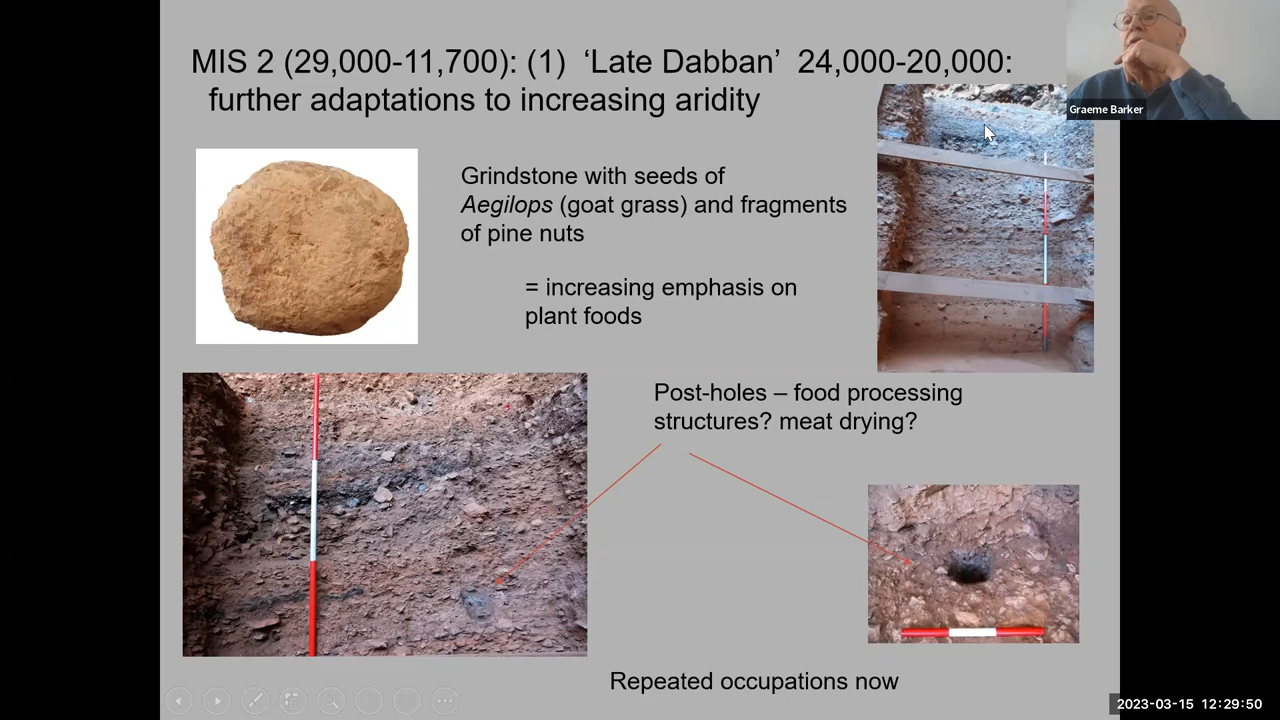 MIS 2 (29,000-11,700): (1) ‘Late Dabban’ 24,000-20,000:
further adaptations to increasing aridity
Graeme Barker
Grindstone with seeds of
Aegilops (goat grass) and fragments
of pine nuts
= increasing emphasis on
plant foods
Post-holes – food processing
structures? meat drying?
Repeated occupations now
2023-03-15 12:29:50